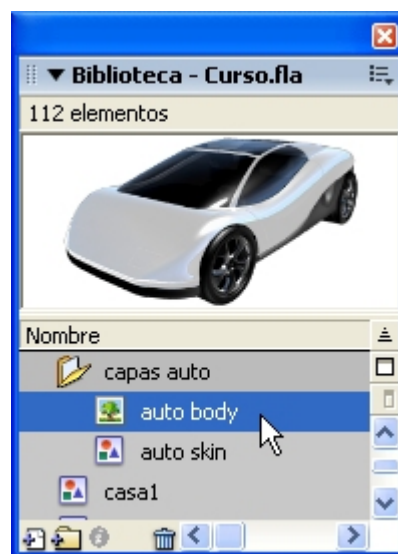 Biblioteca - Curso.fla
112 elementos
Nombre
capas auto
auto body
auto skin
casa1